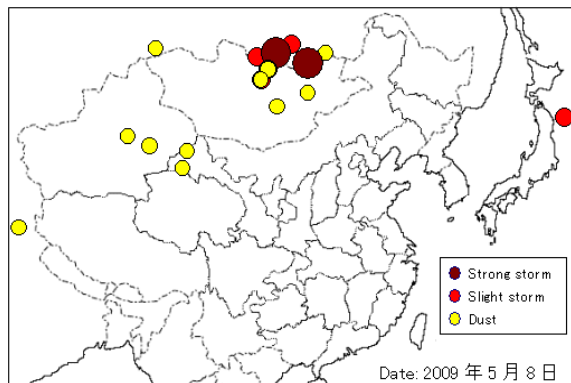 Strong storm
Slight storm
Dust
Date: 2009 年 5 月 8 日